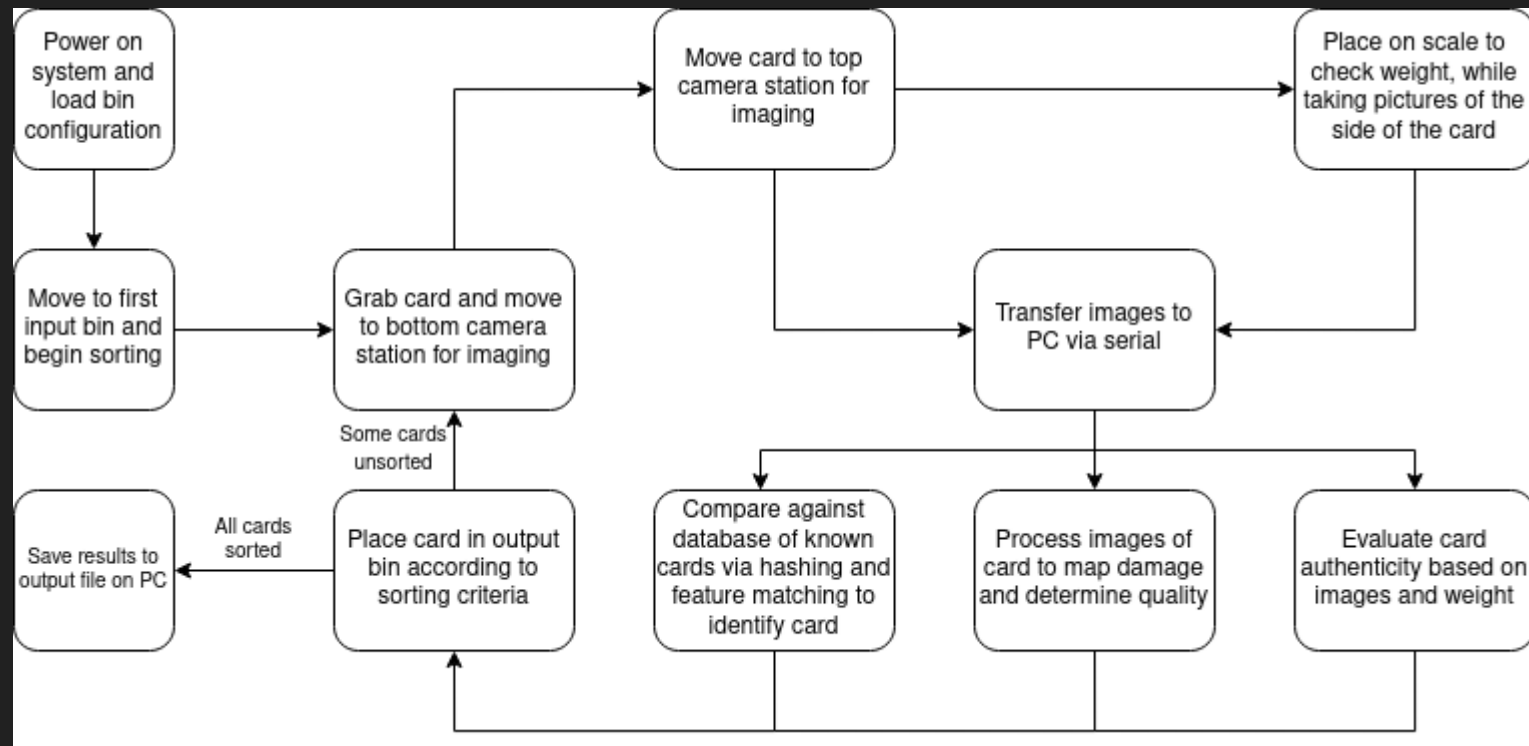 Power on
system and
load bin
configuration
Move card to top
camera station for
imaging
Place on scale to
check weight, while
taking pictures of the
side of the card
Move to first
input bin and
begin sorting
Grab card and move
to bottom camera
station for imaging
Transfer images to
PC via serial
Some cards
unsorted
Save results to
output file on PC
All cards
sorted
Place card in output
bin according to
sorting criteria
Compare against
database of known
cards via hashing and
feature matching to
identify card
Process images of
card to map damage
and determine quality
Evaluate card
authenticity based on
images and weight